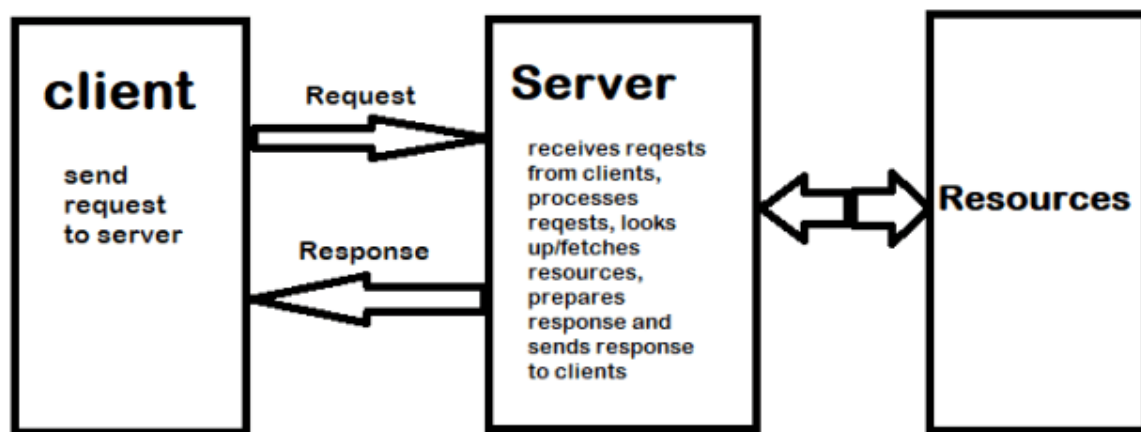 client
send
request
to server
Request
Response
Server
receives reqests
from clients,
processes
reqests, looks
up/fetches
resources,
prepares
response and
sends response
to clients
Resources